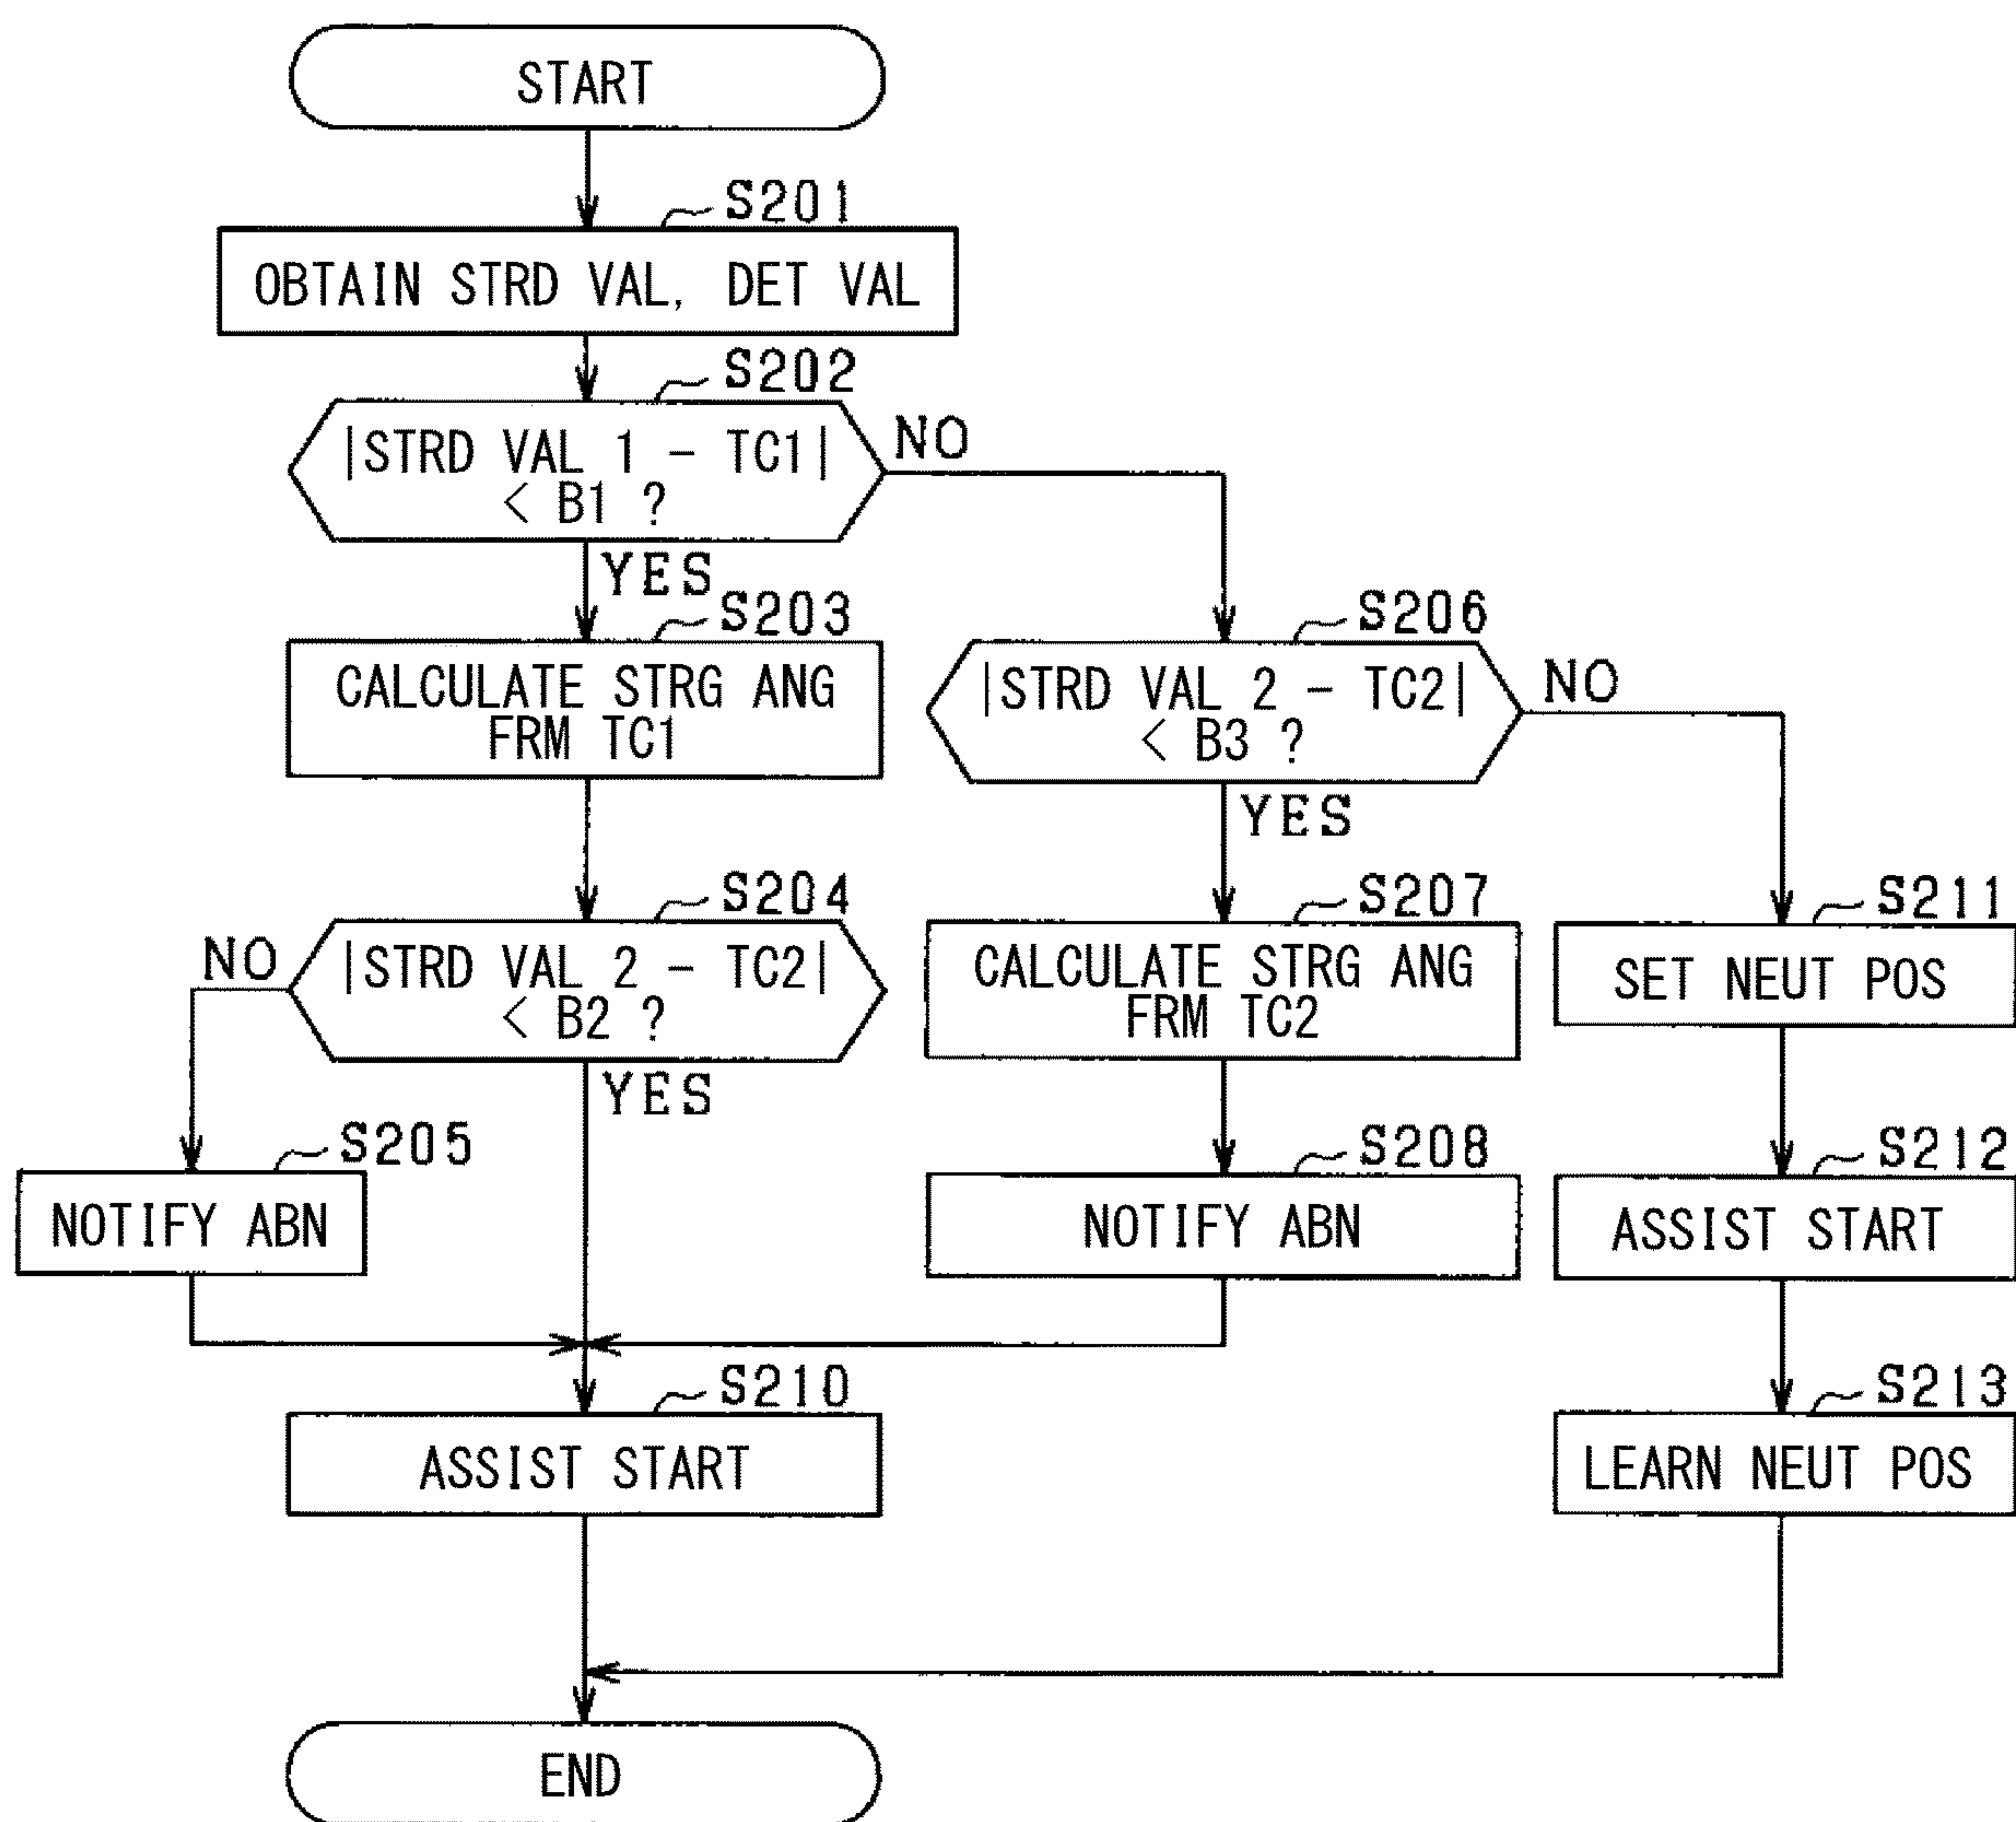 START
S201
OBTAIN STRD VAL, DET VAL
S202
|STRD VAL 1 - TC1|
< B1 ?
NO
YES
S203
CALCULATE STRG ANG
FRM TC1
S206
|STRD VAL 2 - TC2|
< B3 ?
NO
YES
S204
|STRD VAL 2 - TC2|
< B2 ?
NO
YES
S207
CALCULATE STRG ANG
FRM TC2
S211
SET NEUT POS
S205
NOTIFY ABN
S208
NOTIFY ABN
S212
ASSIST START
S210
ASSIST START
S213
LEARN NEUT POS
END